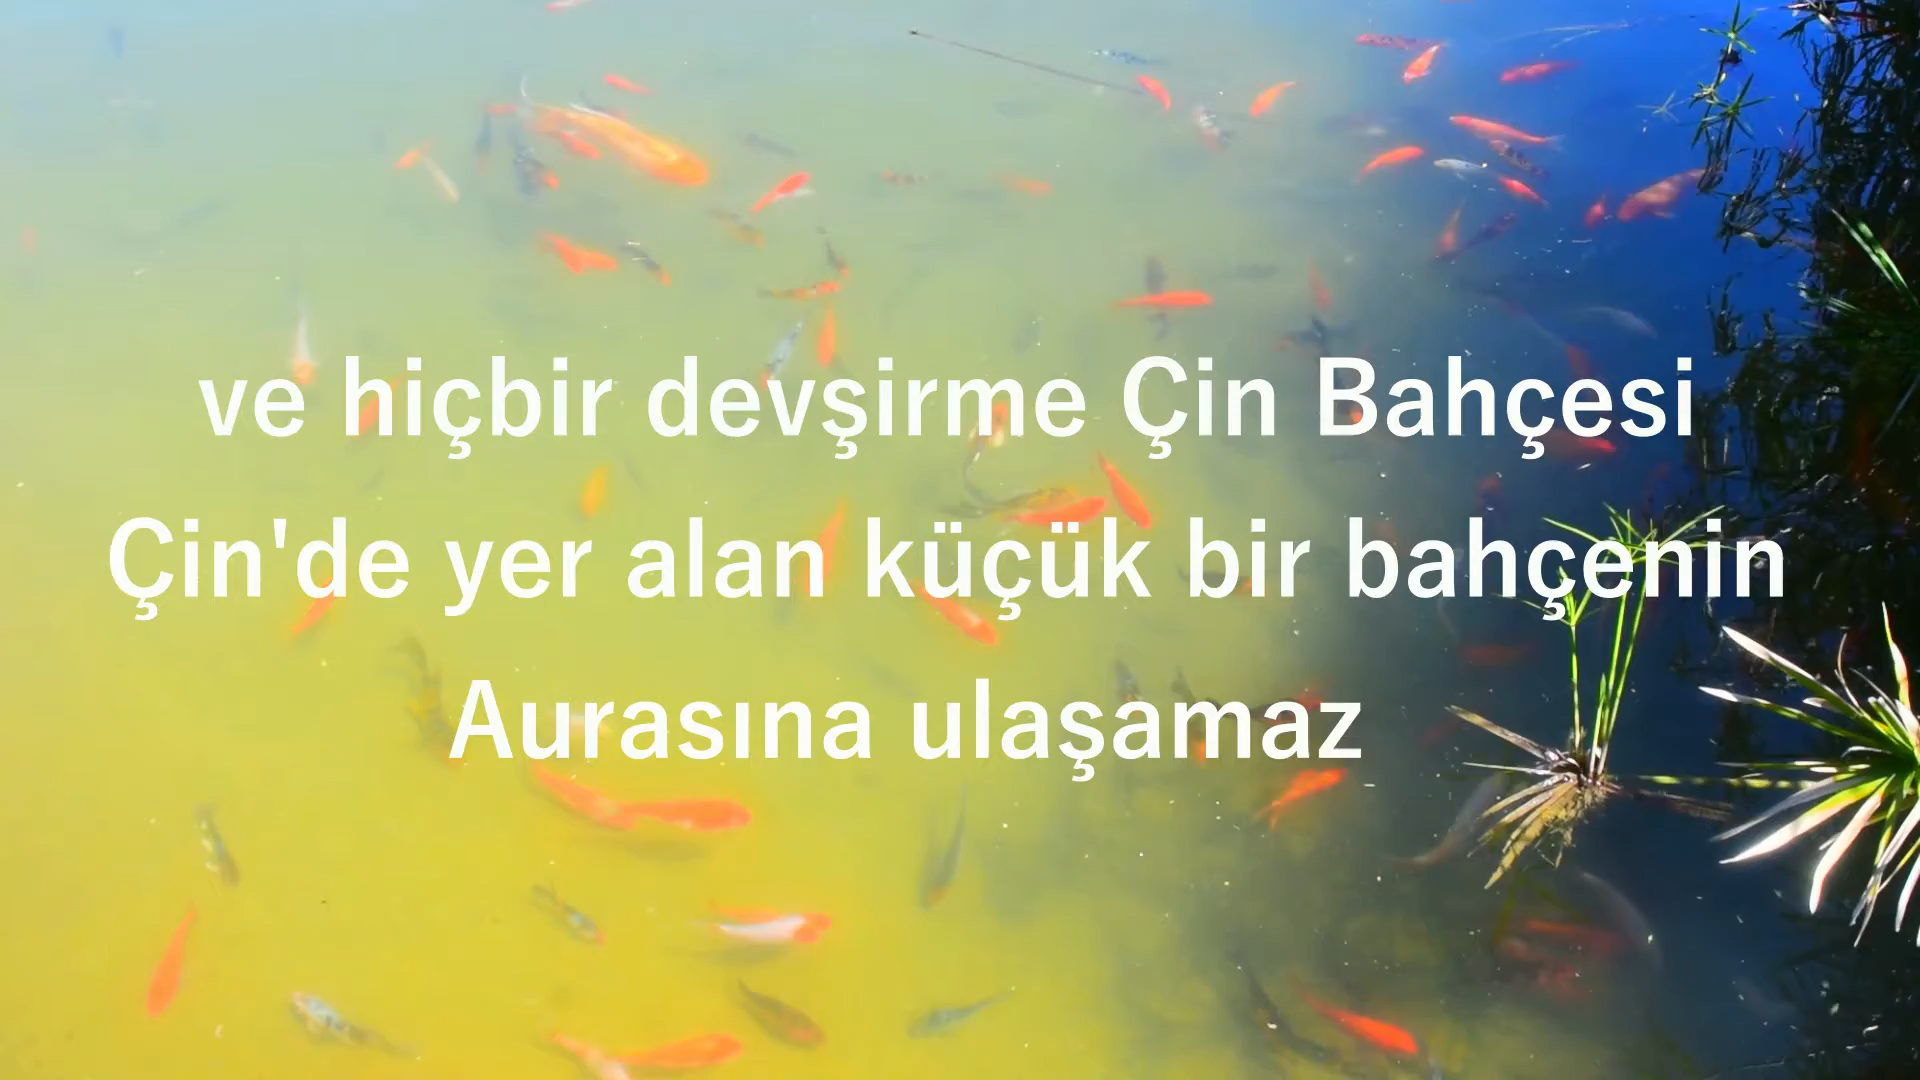 ve hiçbir devşirme Çin Bahçesi
Çin'de yer alan küçük bir bahçenin
Aurasına ulaşamaz